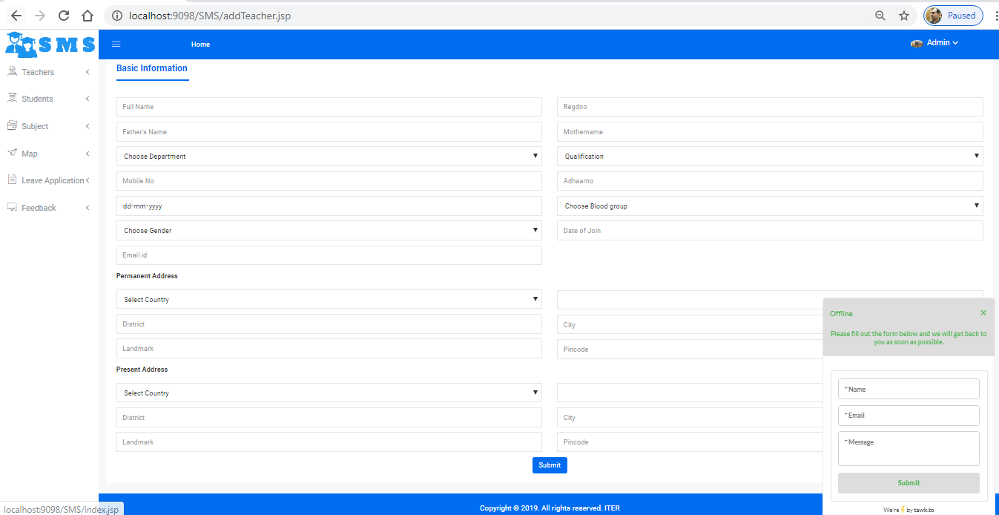 localhost:9098/SMS/addTeacher.jsp
Paused
SMS
Home
Admin
Teachers
Students
Subject
Map
Leave Application
Feedback
Basic Information
Full Name
Regdno
Father's Name
Mothername
Choose Department
Qualification
Mobile No
Adhaarno
dd-mm-yyyy
Choose Blood group
Choose Gender
Date of Join
Email id
Permanent Address
Select Country
District
City
Landmark
Pincode
Present Address
Select Country
District
City
Landmark
Pincode
Submit
Offline
Please fill out the form below and we will get back to
you as soon as possible.
*Name
*Email
*Message
Submit
We're by tawk.to
localhost:9098/SMS/index.jsp
Copyright © 2019. All rights reserved. ITER